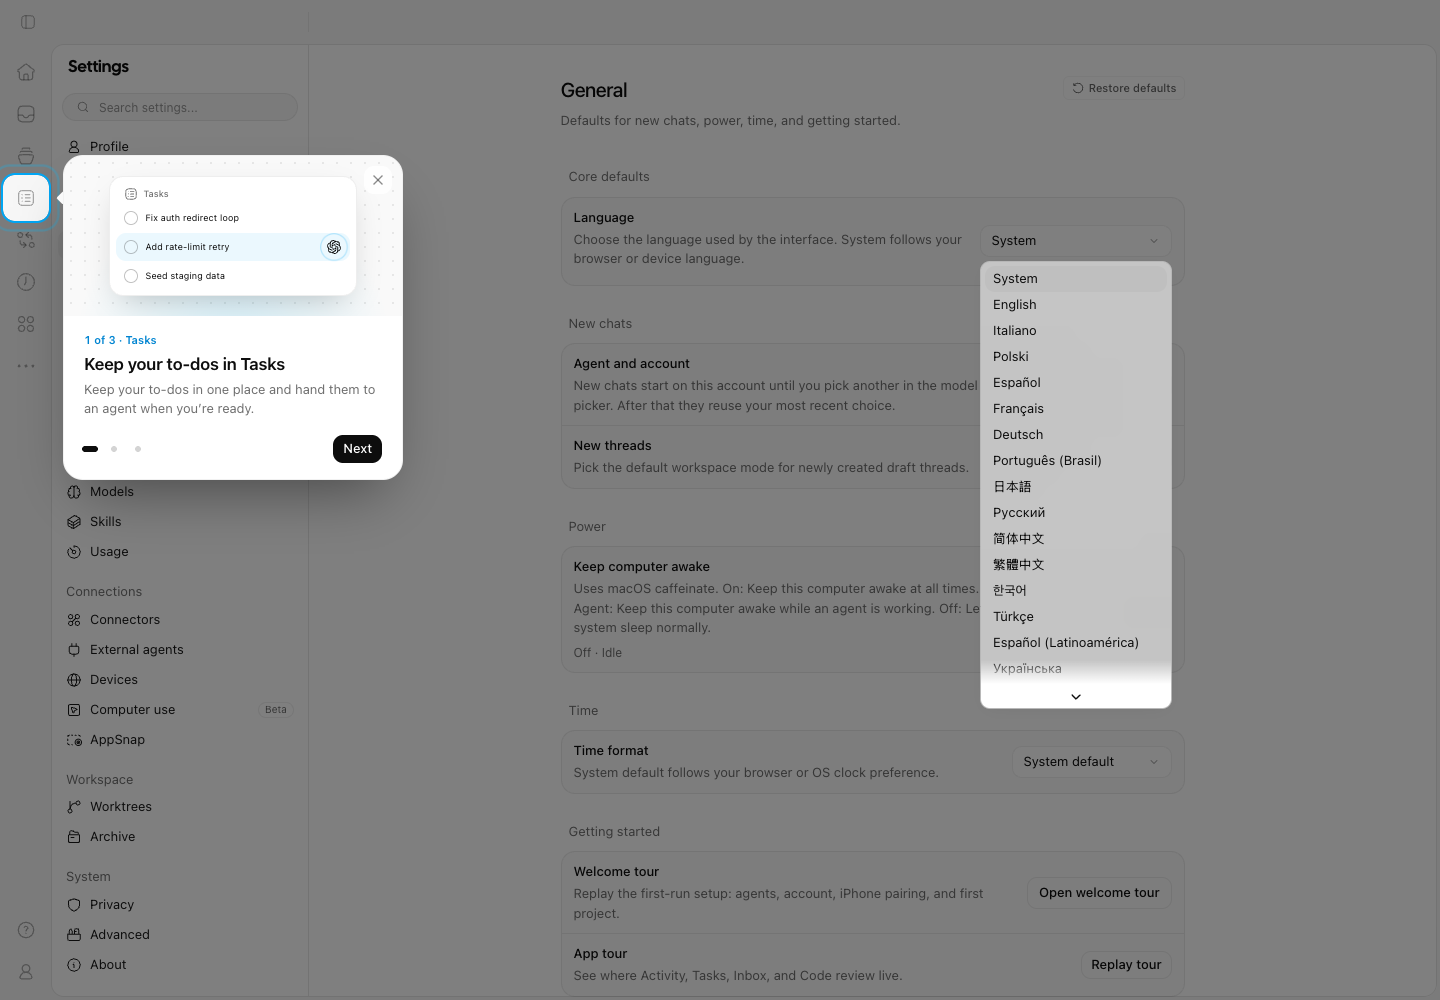 Settings
Search settings...
Profile
Tasks
Fix auth redirect loop
Add rate-limit retry
Seed staging data
1 of 3 · Tasks
Keep your to-dos in Tasks
Keep your to-dos in one place and hand them to
an agent when you’re ready.
Next
Models
Skills
Usage
Connections
Connectors
External agents
Devices
Computer use
Beta
AppSnap
Workspace
Worktrees
Archive
System
Privacy
Advanced
About
General
Restore defaults
Defaults for new chats, power, time, and getting started.
Core defaults
Language
Choose the language used by the interface. System follows your
browser or device language.
System
System
English
Italiano
Polski
Español
Français
Deutsch
Português (Brasil)
日本語
Русский
简体中文
繁體中文
한국어
Türkçe
Español (Latinoamérica)
Українська
New chats
Agent and account
New chats start on this account until you pick another in the model
picker. After that they reuse your most recent choice.
New threads
Pick the default workspace mode for newly created draft threads.
Power
Keep computer awake
Uses macOS caffeinate. On: Keep this computer awake at all times.
Agent: Keep this computer awake while an agent is working. Off: Le
system sleep normally.
Off · Idle
Time
Time format
System default follows your browser or OS clock preference.
System default
Getting started
Welcome tour
Replay the first-run setup: agents, account, iPhone pairing, and first
project.
Open welcome tour
App tour
See where Activity, Tasks, Inbox, and Code review live.
Replay tour